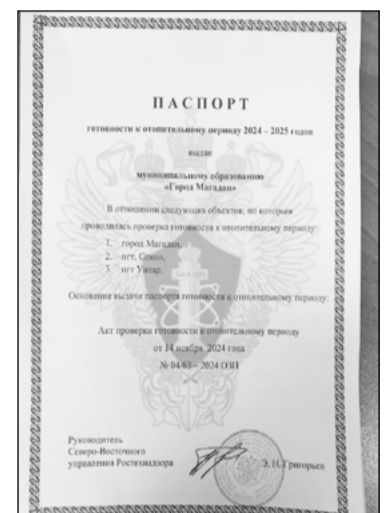 ПАСПОРТ
готовности к отопительному периоду 2024 – 2025 годов
выдан
муниципальному образованию
«Город Магадан»
В отношении следующих объектов, по которым
проводилась проверка готовности к отопительному периоду:
1. город Магадан,
2. пгт. Сокол,
3. пгт Уптар.
Основание выдачи паспорта готовности к отопительному периоду:
Акт проверки готовности к отопительному периоду
от 14 ноября 2024 года
№ 04-63 – 2024 ОЗП
Руководитель
Северо-Восточного
управления Ростехнадзора
Э. Н. Григорьев